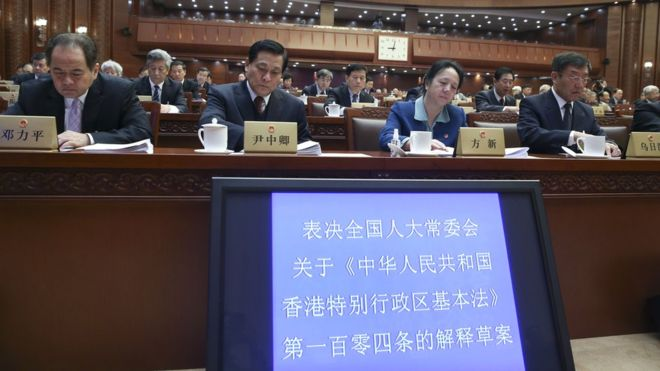 邓力平
尹中卿
方新
乌日
表决全国人大常委会
关于《中华人民共和国
香港特别行政区基本法》
第一百零四条的解释草案